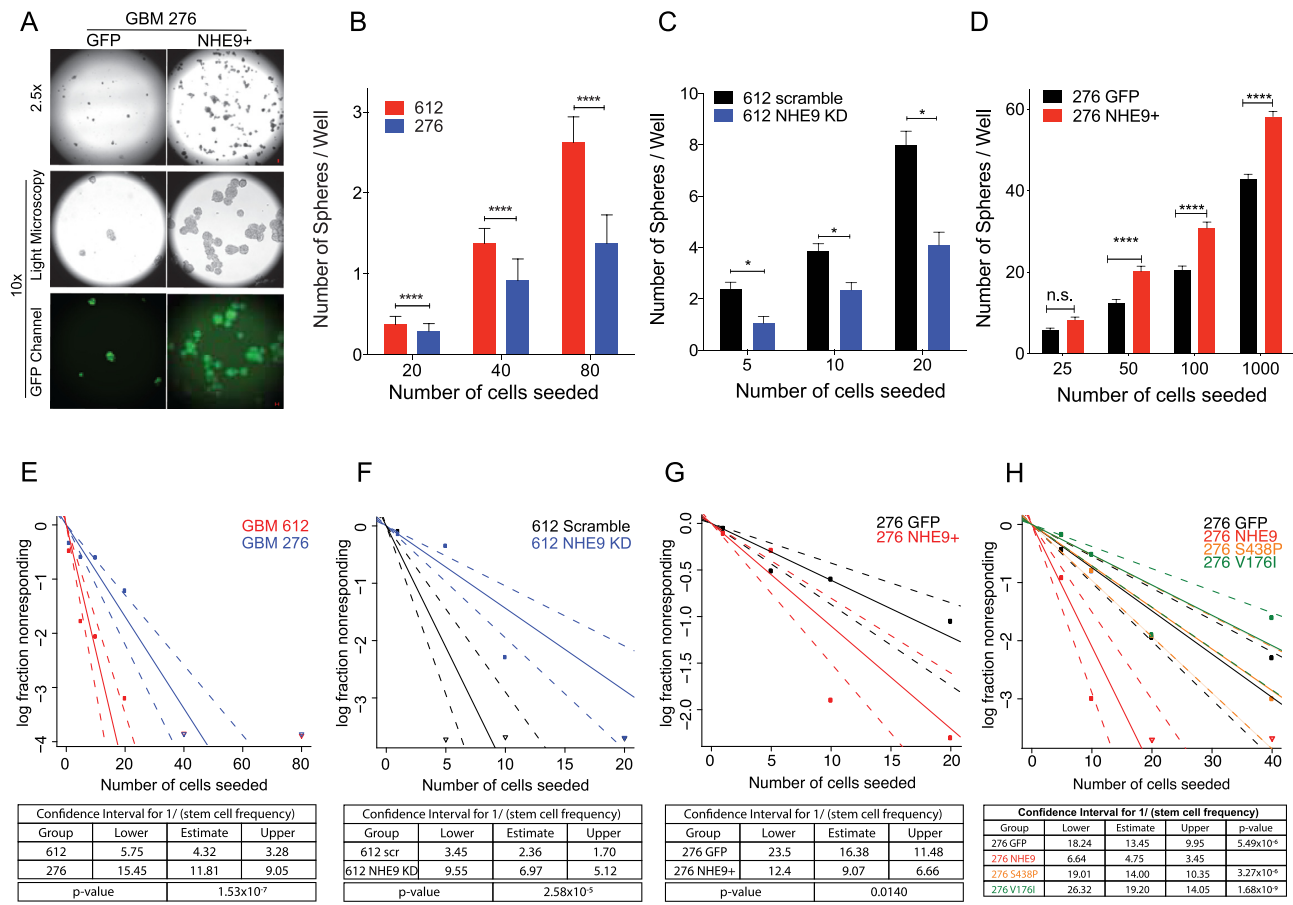 A
GBM 276
GFP NHE9+
2.5x
10x
Light Microscopy
GFP Channel
B
Number of Spheres / Well
3
2
1
0
612
276
****
****
****
20 40 80
Number of cells seeded
C
Number of Spheres / Well
10
8
6
4
2
0
612 scramble
612 NHE9 KD
*
*
*
5 10 20
Number of cells seeded
D
Number of Spheres / Well
60
40
20
0
276 GFP
276 NHE9+
n.s.
****
****
****
25 50 100 1000
Number of cells seeded
E
log fraction nonresponding
0
-1
-2
-3
-4
GBM 612
GBM 276
0 20 40 60 80
Number of cells seeded
Confidence Interval for 1/ (stem cell frequency)
Group Lower Estimate Upper
612 5.75 4.32 3.28
276 15.45 11.81 9.05
p-value 1.53x10⁻⁷
F
log fraction nonresponding
0
-1
-2
-3
612 Scramble
612 NHE9 KD
0 5 10 15 20
Number of cells seeded
Confidence Interval for 1/ (stem cell frequency)
Group Lower Estimate Upper
612 scr 3.45 2.36 1.70
612 NHE9 KD 9.55 6.97 5.12
p-value 2.58x10⁻⁵
G
log fraction nonresponding
0.0
-0.5
-1.0
-1.5
-2.0
276 GFP
276 NHE9+
0 5 10 15 20
Number of cells seeded
Confidence Interval for 1/ (stem cell frequency)
Group Lower Estimate Upper
276 GFP 23.5 16.38 11.48
276 NHE9+ 12.4 9.07 6.66
p-value 0.0140
H
log fraction nonresponding
0
-1
-2
-3
276 GFP
276 NHE9
276 S438P
276 V176I
0 10 20 30 40
Number of cells seeded
Confidence Interval for 1/ (stem cell frequency)
Group Lower Estimate Upper p-value
276 GFP 18.24 13.45 9.95 5.49x10⁻⁶
276 NHE9 6.64 4.75 3.45
276 S438P 19.01 14.00 10.35 3.27x10⁻⁶
276 V176I 26.32 19.20 14.05 1.68x10⁻⁹